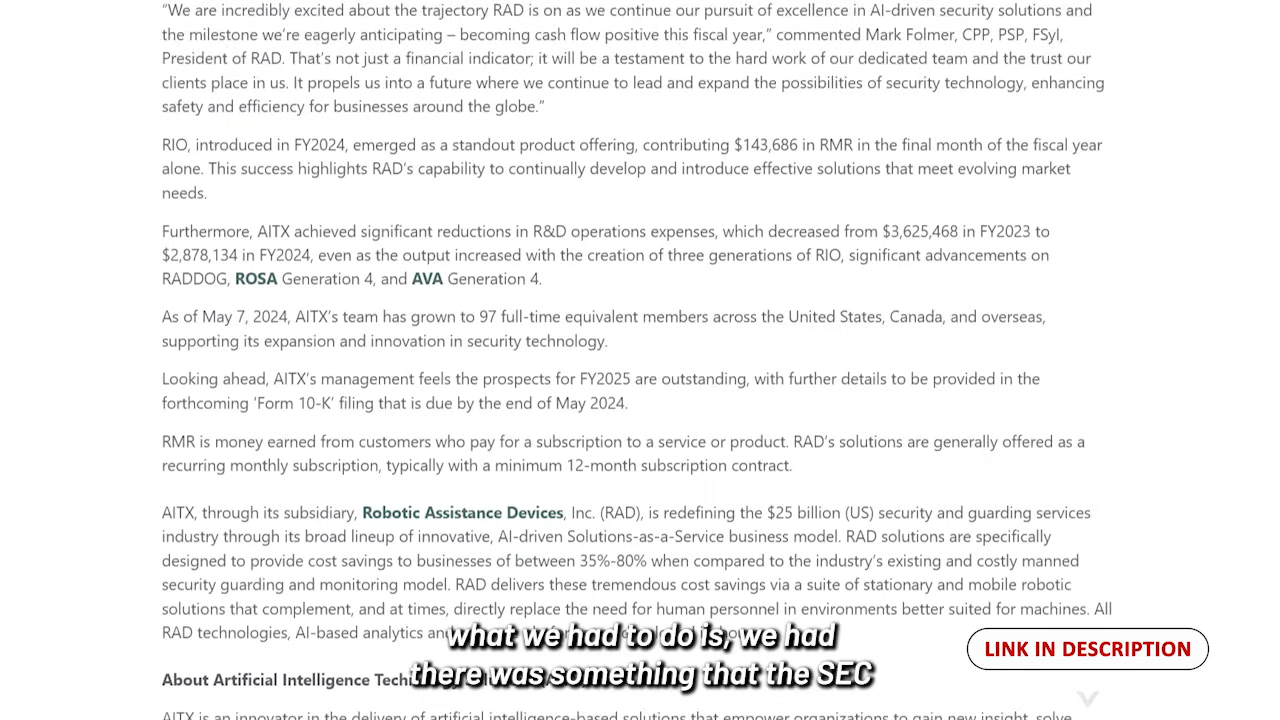 “We are incredibly excited about the trajectory RAD is on as we continue our pursuit of excellence in AI-driven security solutions and
the milestone we’re eagerly anticipating – becoming cash flow positive this fiscal year,” commented Mark Folmer, CPP, PSP, FSyI,
President of RAD. That’s not just a financial indicator; it will be a testament to the hard work of our dedicated team and the trust our
clients place in us. It propels us into a future where we continue to lead and expand the possibilities of security technology, enhancing
safety and efficiency for businesses around the globe.”
RIO, introduced in FY2024, emerged as a standout product offering, contributing $143,686 in RMR in the final month of the fiscal year
alone. This success highlights RAD’s capability to continually develop and introduce effective solutions that meet evolving market
needs.
Furthermore, AITX achieved significant reductions in R&D operations expenses, which decreased from $3,625,468 in FY2023 to
$2,878,134 in FY2024, even as the output increased with the creation of three generations of RIO, significant advancements on
RADDOG, ROSA Generation 4, and AVA Generation 4.
As of May 7, 2024, AITX’s team has grown to 97 full-time equivalent members across the United States, Canada, and overseas,
supporting its expansion and innovation in security technology.
Looking ahead, AITX’s management feels the prospects for FY2025 are outstanding, with further details to be provided in the
forthcoming ‘Form 10-K’ filing that is due by the end of May 2024.
RMR is money earned from customers who pay for a subscription to a service or product. RAD’s solutions are generally offered as a
recurring monthly subscription, typically with a minimum 12-month subscription contract.
AITX, through its subsidiary, Robotic Assistance Devices, Inc. (RAD), is redefining the $25 billion (US) security and guarding services
industry through its broad lineup of innovative, AI-driven Solutions-as-a-Service business model. RAD solutions are specifically
designed to provide cost savings to businesses of between 35%-80% when compared to the industry’s existing and costly manned
security guarding and monitoring model. RAD delivers these tremendous cost savings via a suite of stationary and mobile robotic
solutions that complement, and at times, directly replace the need for human personnel in environments better suited for machines. All
RAD technologies, AI-based analytics
what we had to do is, we had
there was something that the SEC
LINK IN DESCRIPTION
About Artificial Intelligence
AITX is an innovator in the delivery of artificial intelligence-based solutions that empower organizations to gain new insight, solve